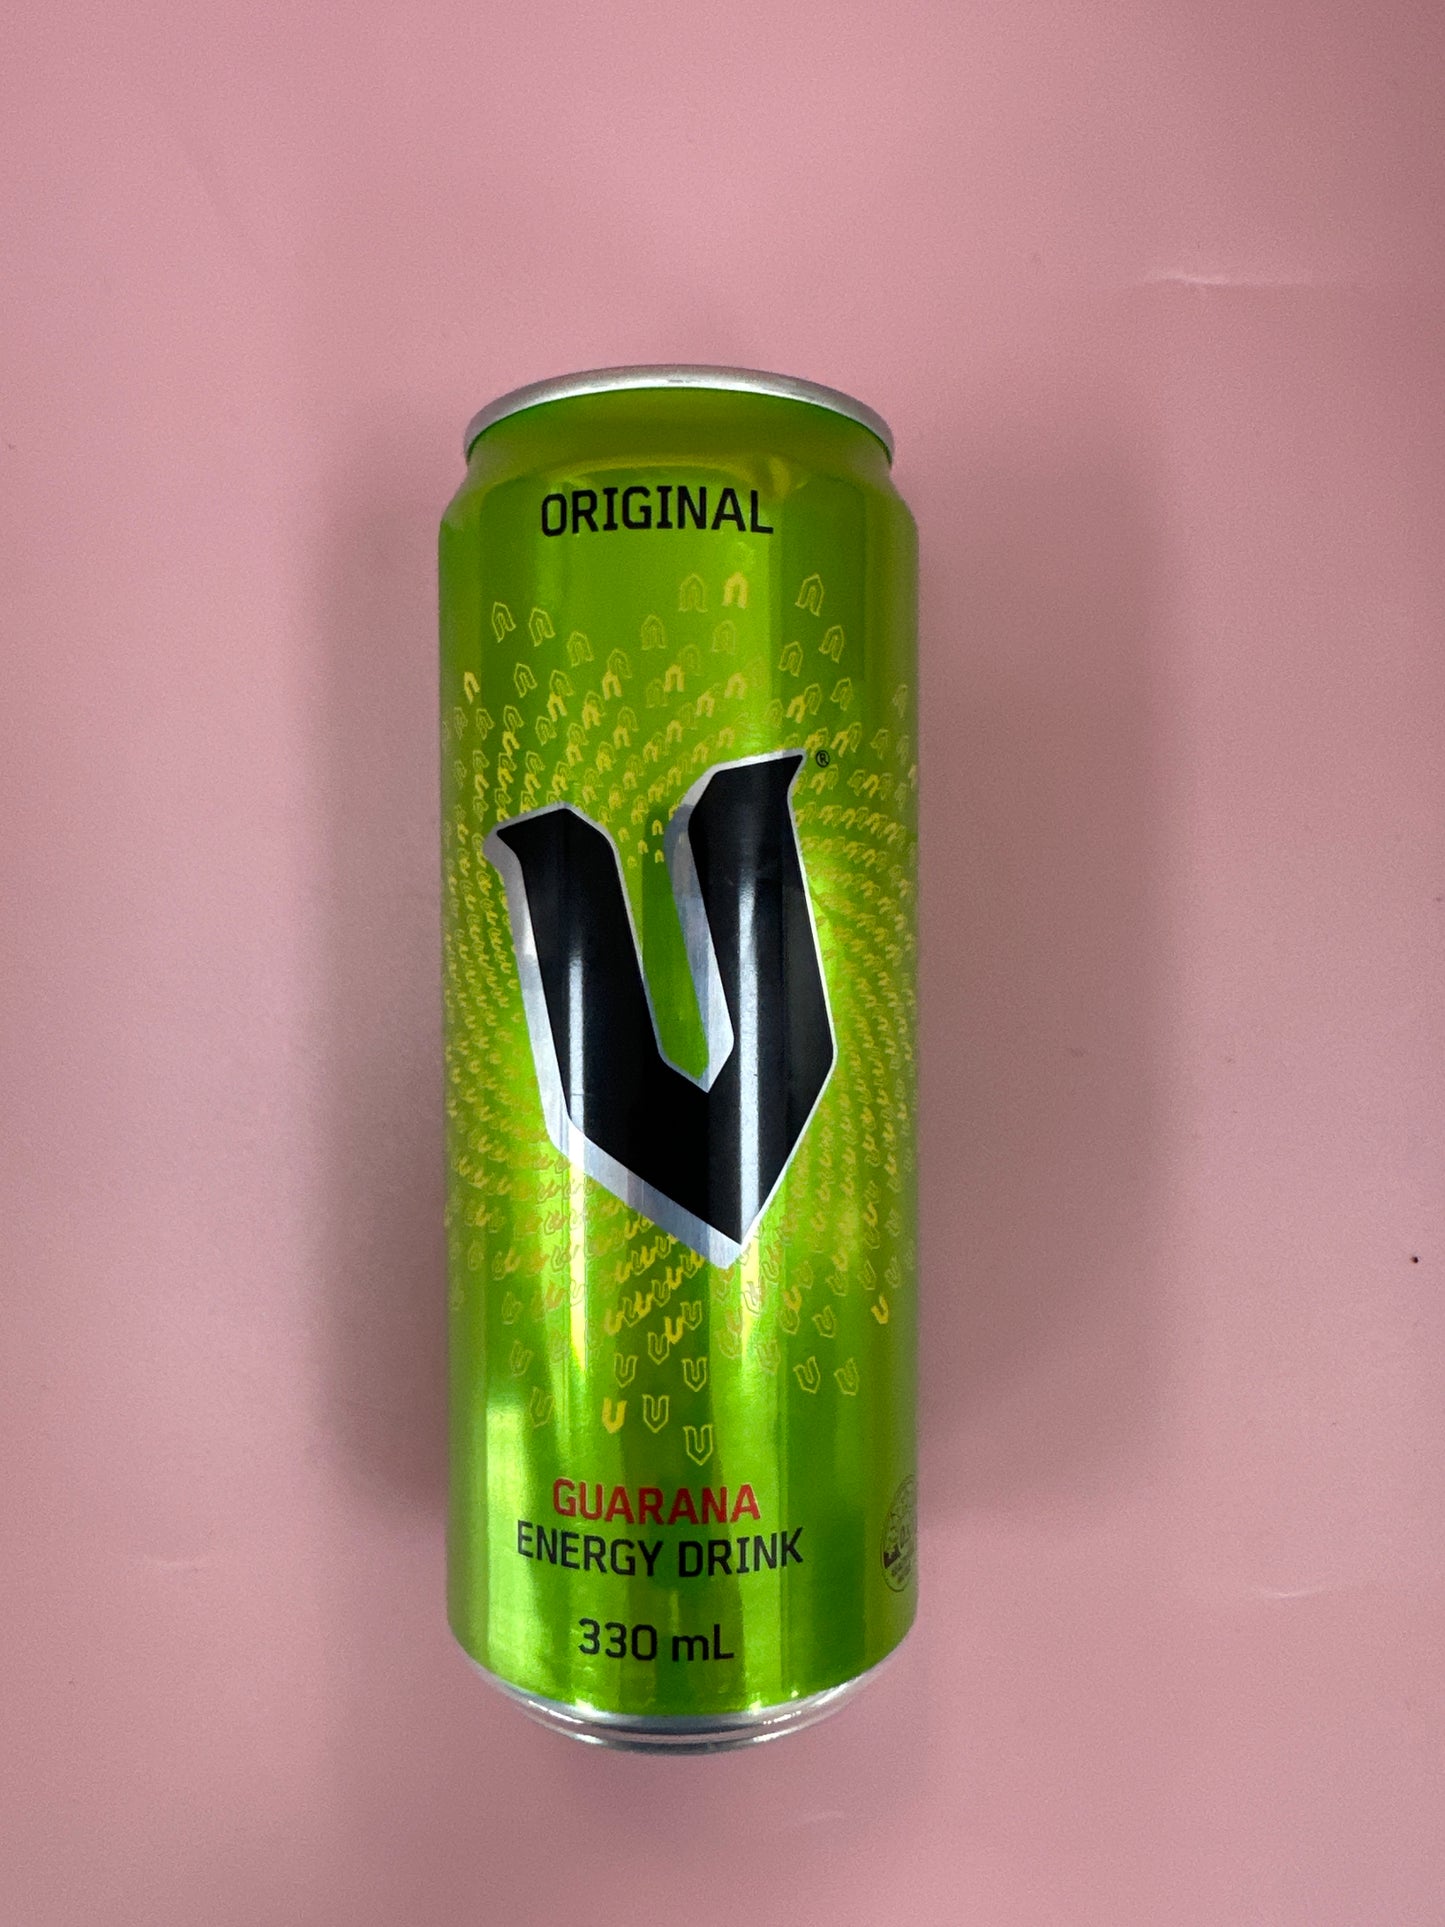 ORIGINAL
V®
GUARANA
ENERGY DRINK
330 mL